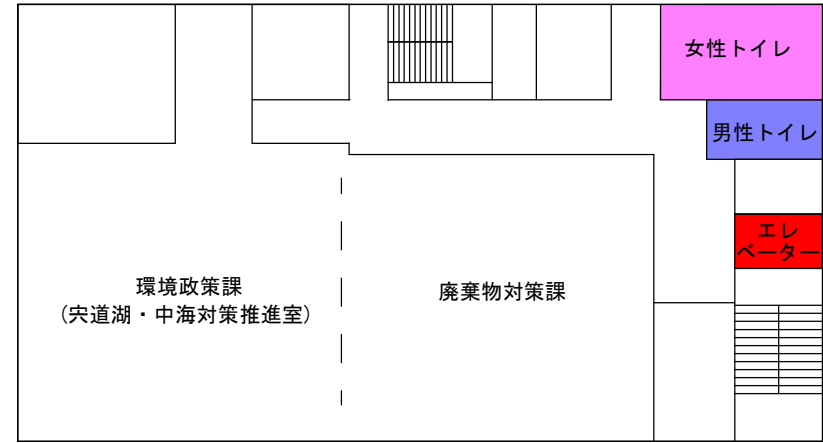 女性トイレ
男性トイレ
エレ
ベーター
環境政策課
(宍道湖・中海対策推進室)
廃棄物対策課